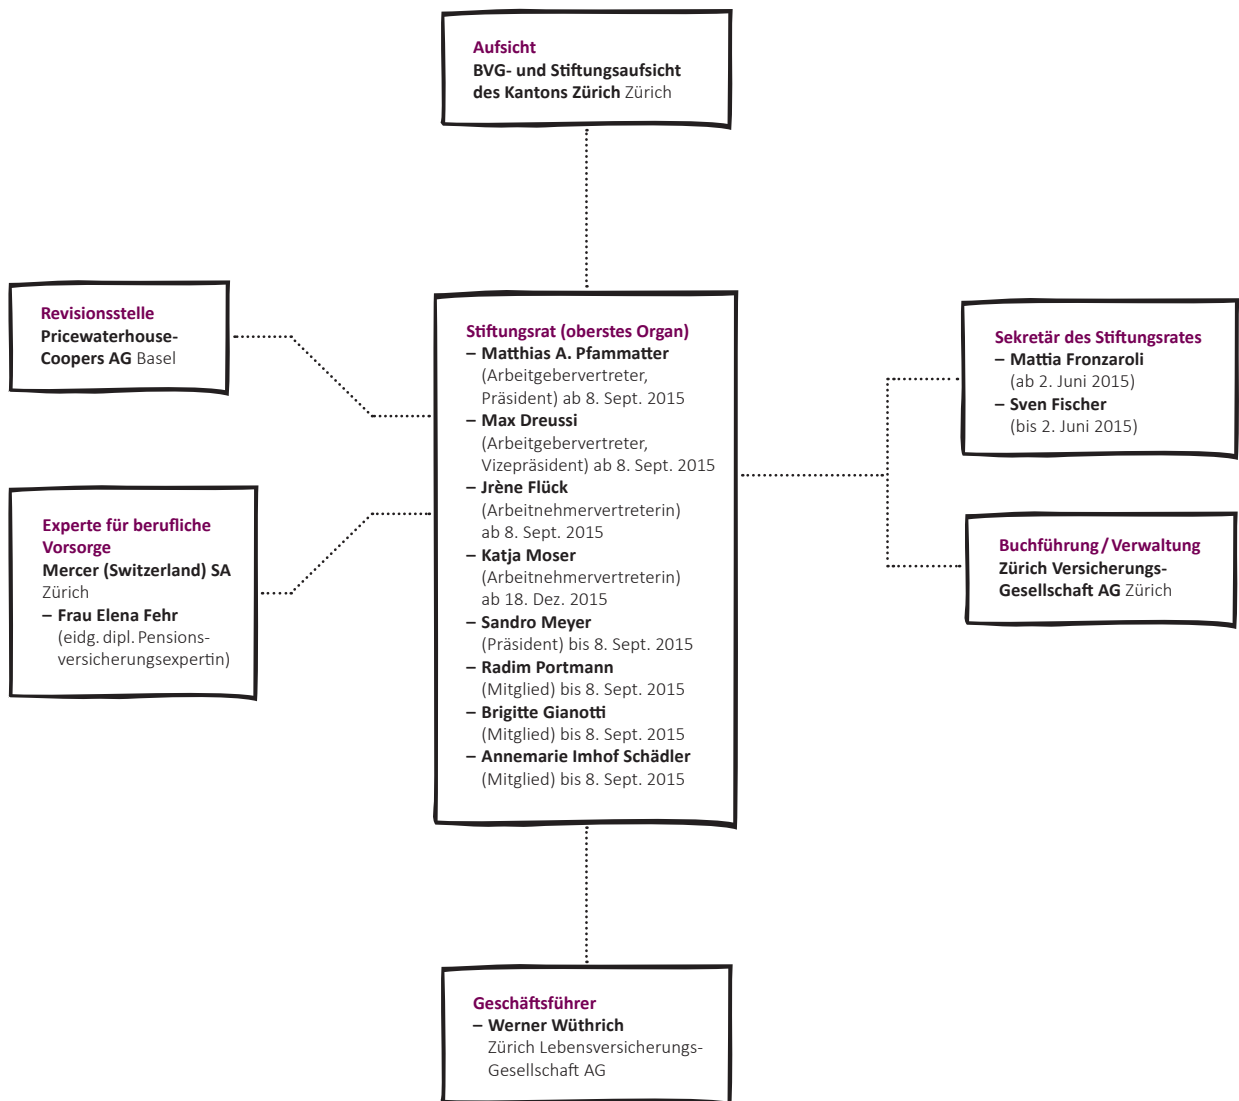 Aufsicht
BVG- und Stiftungsaufsicht
des Kantons Zürich Zürich
Revisionsstelle
Pricewaterhouse-
Coopers AG Basel
Experte für berufliche
Vorsorge
Mercer (Switzerland) SA
Zürich
– Frau Elena Fehr
(eidg. dipl. Pensions-
versicherungsexpertin)
Stiftungsrat (oberstes Organ)
– Matthias A. Pfammatter
(Arbeitgebervertreter,
Präsident) ab 8. Sept. 2015
– Max Dreussi
(Arbeitgebervertreter,
Vizepräsident) ab 8. Sept. 2015
– Jrène Flück
(Arbeitnehmervertreterin)
ab 8. Sept. 2015
– Katja Moser
(Arbeitnehmervertreterin)
ab 18. Dez. 2015
– Sandro Meyer
(Präsident) bis 8. Sept. 2015
– Radim Portmann
(Mitglied) bis 8. Sept. 2015
– Brigitte Gianotti
(Mitglied) bis 8. Sept. 2015
– Annemarie Imhof Schädler
(Mitglied) bis 8. Sept. 2015
Sekretär des Stiftungsrates
– Mattia Fronzaroli
(ab 2. Juni 2015)
– Sven Fischer
(bis 2. Juni 2015)
Buchführung / Verwaltung
Zürich Versicherungs-
Gesellschaft AG Zürich
Geschäftsführer
– Werner Wüthrich
Zürich Lebensversicherungs-
Gesellschaft AG